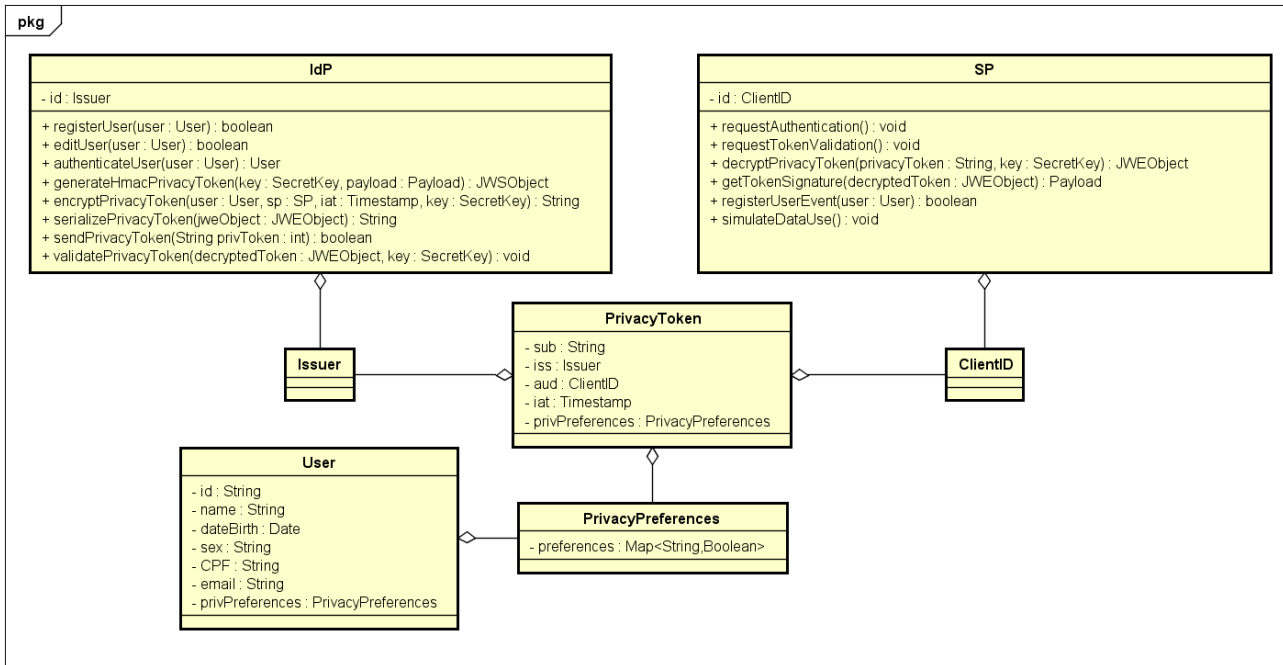 pkg
IdP
- id : Issuer
+ registerUser(user : User) : boolean
+ editUser(user : User) : boolean
+ authenticateUser(user : User) : User
+ generateHmacPrivacyToken(key : SecretKey, payload : Payload) : JWSObject
+ encryptPrivacyToken(user : User, sp : SP, iat : Timestamp, key : SecretKey) : String
+ serializePrivacyToken(jweObject : JWEObject) : String
+ sendPrivacyToken(String privToken : int) : boolean
+ validatePrivacyToken(decryptedToken : JWEObject, key : SecretKey) : void
SP
- id : ClientID
+ requestAuthentication() : void
+ requestTokenValidation() : void
+ decryptPrivacyToken(privacyToken : String, key : SecretKey) : JWEObject
+ getTokenSignature(decryptedToken : JWEObject) : Payload
+ registerUserEvent(user : User) : boolean
+ simulateDataUse() : void
Issuer
PrivacyToken
- sub : String
- iss : Issuer
- aud : ClientID
- iat : Timestamp
- privPreferences : PrivacyPreferences
ClientID
User
- id : String
- name : String
- dateBirth : Date
- sex : String
- CPF : String
- email : String
- privPreferences : PrivacyPreferences
PrivacyPreferences
- preferences : Map<String,Boolean>